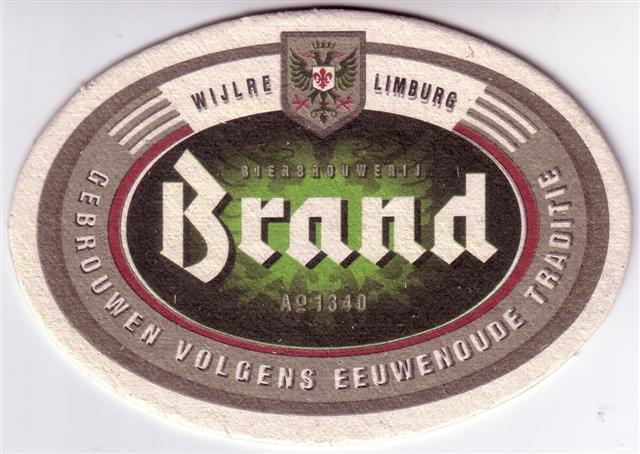 WIJLRE LIMBURG
BIERBROUWERIJ
Brand
Aº 1340
GEBROUWEN VOLGENS EEUWENOUDE TRADITIE